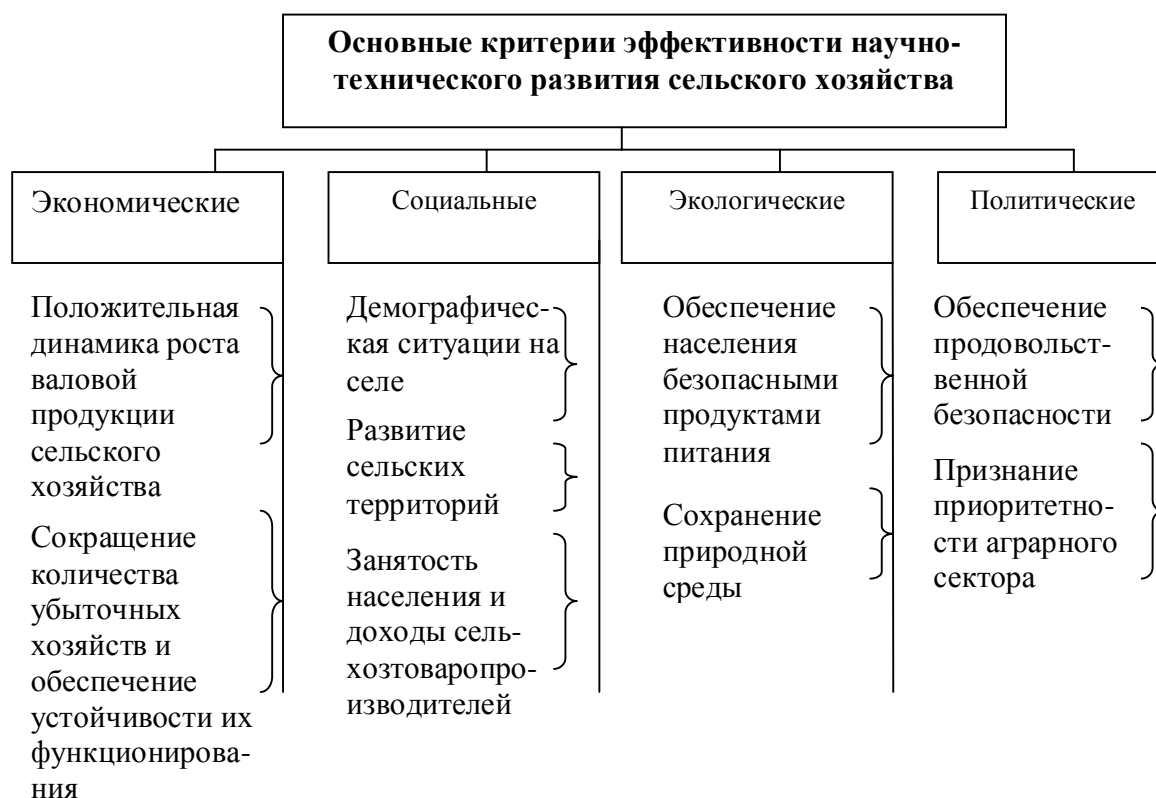 Основные критерии эффективности научно-
технического развития сельского хозяйства
Экономические
Положительная
динамика роста
валовой
продукции
сельского
хозяйства
Сокращение
количества
убыточных
хозяйств и
обеспечение
устойчивости их
функционирова-
ния
Социальные
Демографичес-
кая ситуации на
селе
Развитие
сельских
территорий
Занятость
населения и
доходы сель-
хозтоваропро-
изводителей
Экологические
Обеспечение
населения
безопасными
продуктами
питания
Сохранение
природной
среды
Политические
Обеспечение
продовольст-
венной
безопасности
Признание
приоритетно-
сти аграрного
сектора